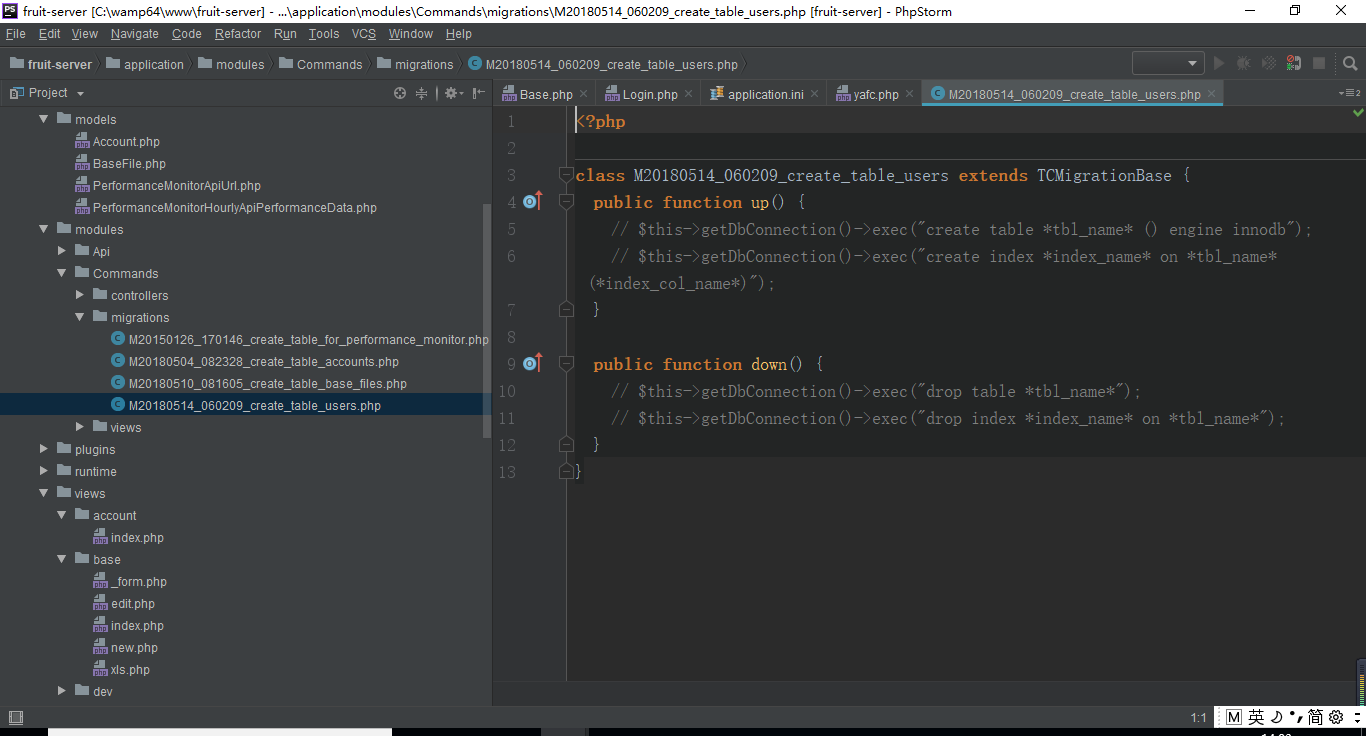 fruit-server [C:\wamp64\www\fruit-server] - ...\application\modules\Commands\migrations\M20180514_060209_create_table_users.php [fruit-server] - PhpStorm
File Edit View Navigate Code Refactor Run Tools VCS Window Help
fruit-server application modules Commands migrations M20180514_060209_create_table_users.php
Project
Base.php Login.php application.ini yafc.php M20180514_060209_create_table_users.php
models
Account.php
BaseFile.php
PerformanceMonitorApiUrl.php
PerformanceMonitorHourlyApiPerformanceData.php
modules
Api
Commands
controllers
migrations
M20150126_170146_create_table_for_performance_monitor.php
M20180504_082328_create_table_accounts.php
M20180510_081605_create_table_base_files.php
M20180514_060209_create_table_users.php
views
plugins
runtime
views
account
index.php
base
_form.php
edit.php
index.php
new.php
xls.php
dev
1 <?php
2
3 class M20180514_060209_create_table_users extends TCMigrationBase {
4 public function up() {
5 // $this->getDbConnection()->exec("create table *tbl_name* () engine innodb");
6 // $this->getDbConnection()->exec("create index *index_name* on *tbl_name*
(*index_col_name*)");
7 }
8
9 public function down() {
10 // $this->getDbConnection()->exec("drop table *tbl_name*");
11 // $this->getDbConnection()->exec("drop index *index_name* on *tbl_name*");
12 }
13 }
1:1
M 英 简